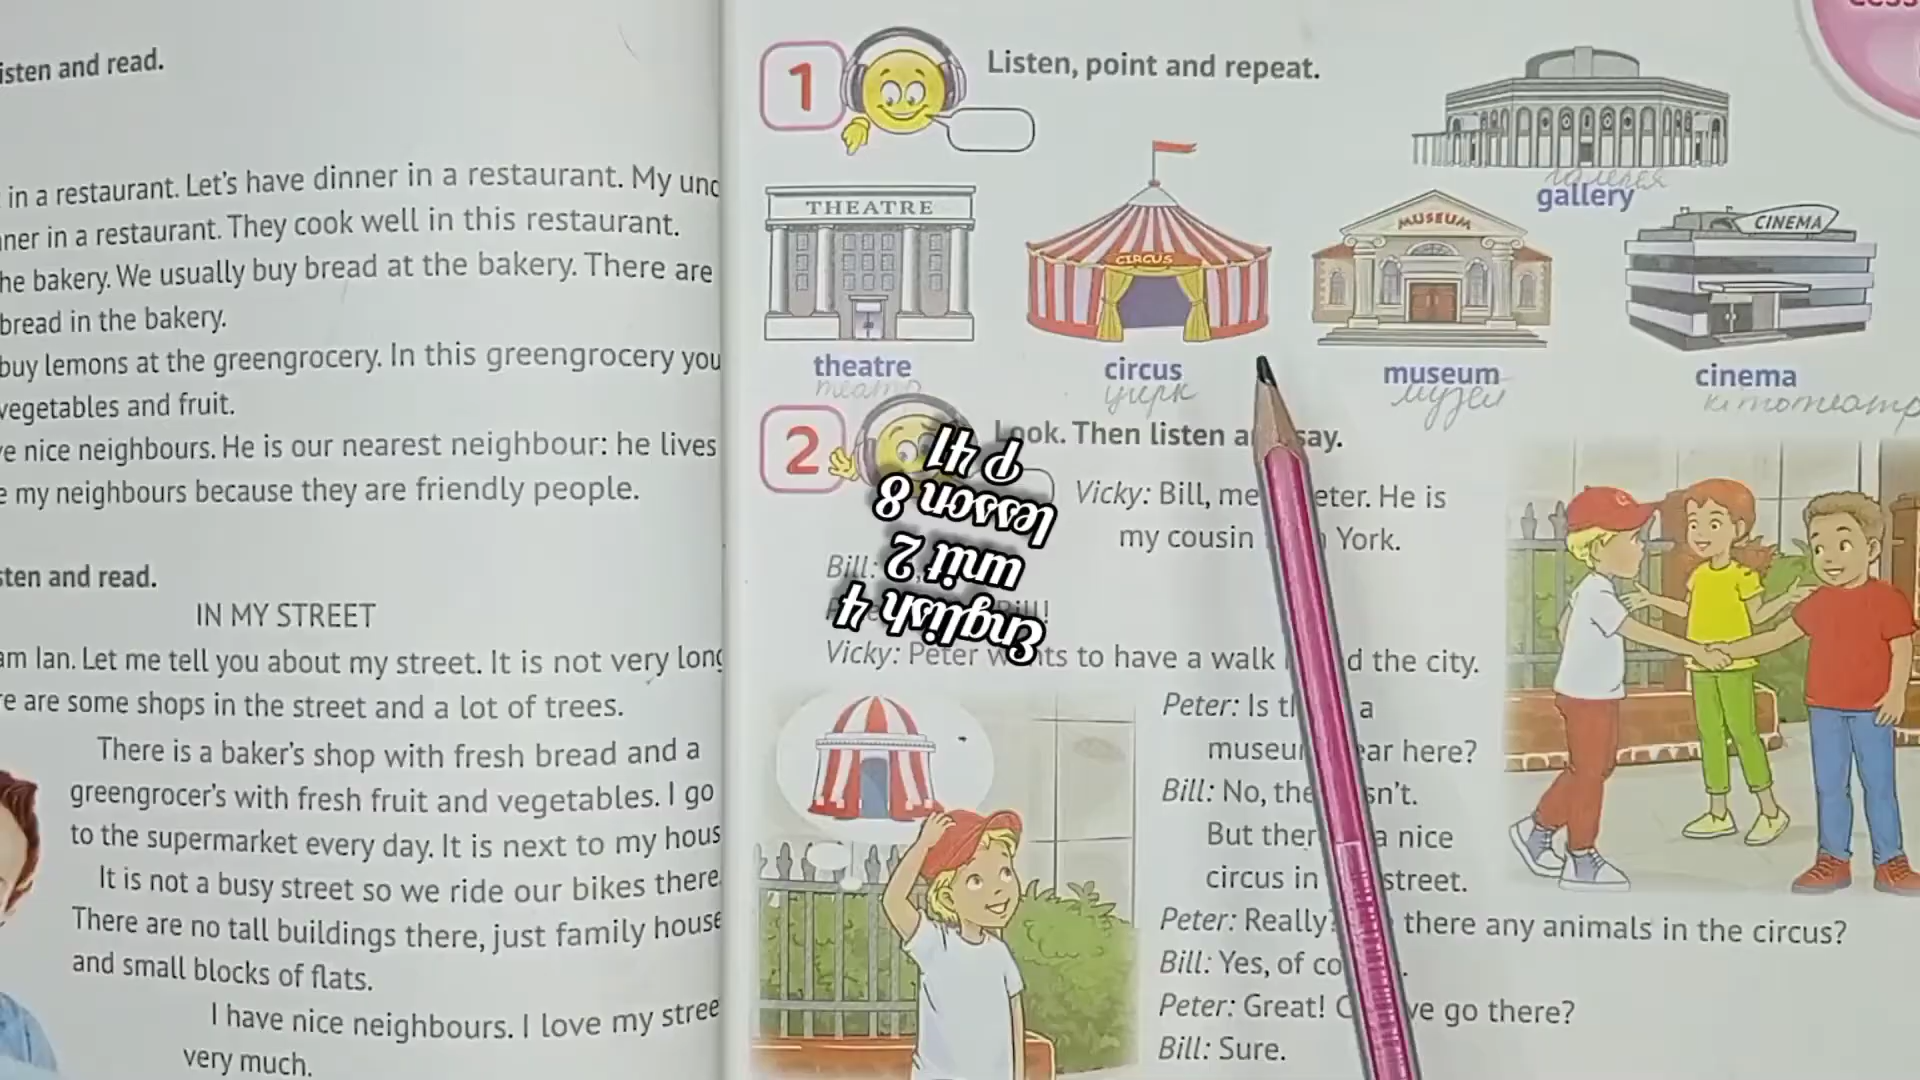 isten and read.
in a restaurant. Let's have dinner in a restaurant. My unc
ner in a restaurant. They cook well in this restaurant.
he bakery. We usually buy bread at the bakery. There are
bread in the bakery.
buy lemons at the greengrocery. In this greengrocery you
vegetables and fruit.
e nice neighbours. He is our nearest neighbour: he lives
e my neighbours because they are friendly people.
sten and read.
IN MY STREET
am Ian. Let me tell you about my street. It is not very long
re are some shops in the street and a lot of trees.
There is a baker's shop with fresh bread and a
greengrocer's with fresh fruit and vegetables. I go
to the supermarket every day. It is next to my hous
It is not a busy street so we ride our bikes there.
There are no tall buildings there, just family house
and small blocks of flats.
I have nice neighbours. I love my stree
very much.
1 Listen, point and repeat.
THEATRE
theatre
театр
CIRCUS
circus
цирк
MUSEUM
museum
музей
галерея
gallery
CINEMA
cinema
кінотеатр
2 Look. Then listen a say.
English 4
unit 2
lesson 8
p 41
Vicky: Bill, me eter. He is
my cousin York.
Bill:
Bill!
Vicky: Peter w nts to have a walk d the city.
Peter: Is th a
museu ear here?
Bill: No, the sn't.
But ther a nice
circus in street.
Peter: Really? there any animals in the circus?
Bill: Yes, of co .
Peter: Great! C ve go there?
Bill: Sure.